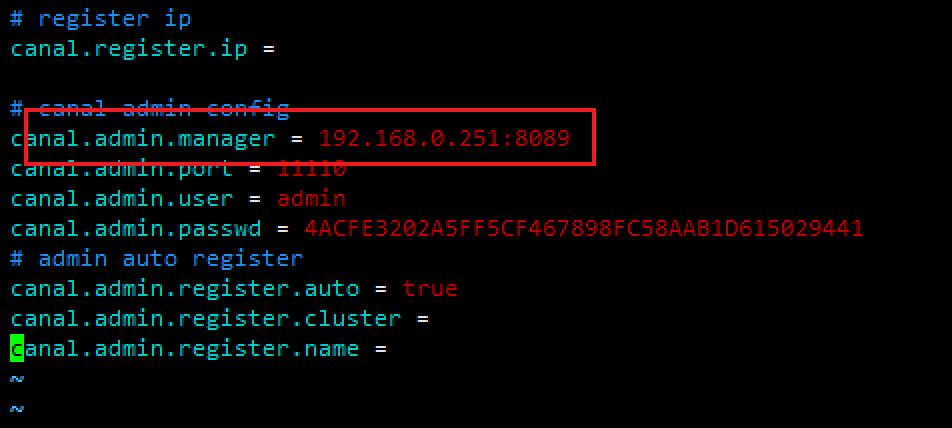 # register ip
canal.register.ip =
# canal admin config
canal.admin.manager = 192.168.0.251:8089
canal.admin.port = 11110
canal.admin.user = admin
canal.admin.passwd = 4ACFE3202A5FF5CF467898FC58AAB1D615029441
# admin auto register
canal.admin.register.auto = true
canal.admin.register.cluster =
canal.admin.register.name =
~
~